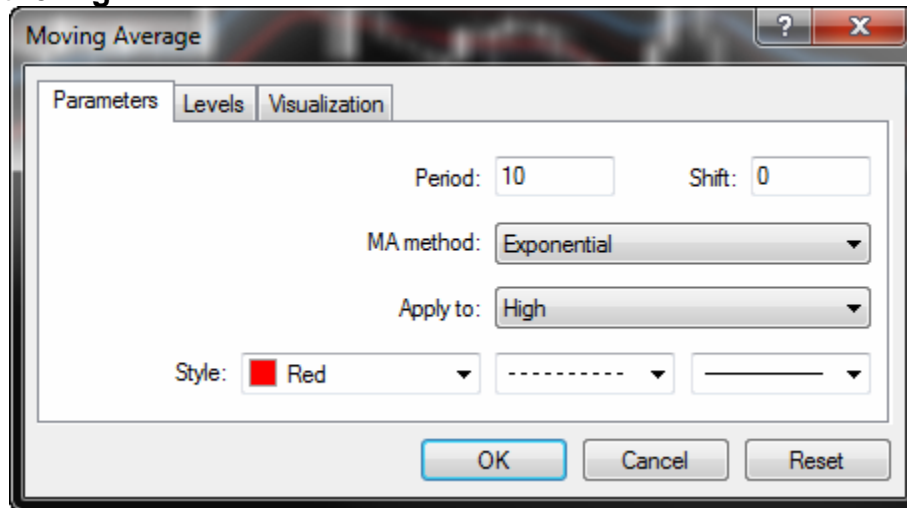 Moving Average ? X
Parameters Levels Visualization
Period: 10 Shift: 0
MA method: Exponential
Apply to: High
Style: Red
OK Cancel Reset